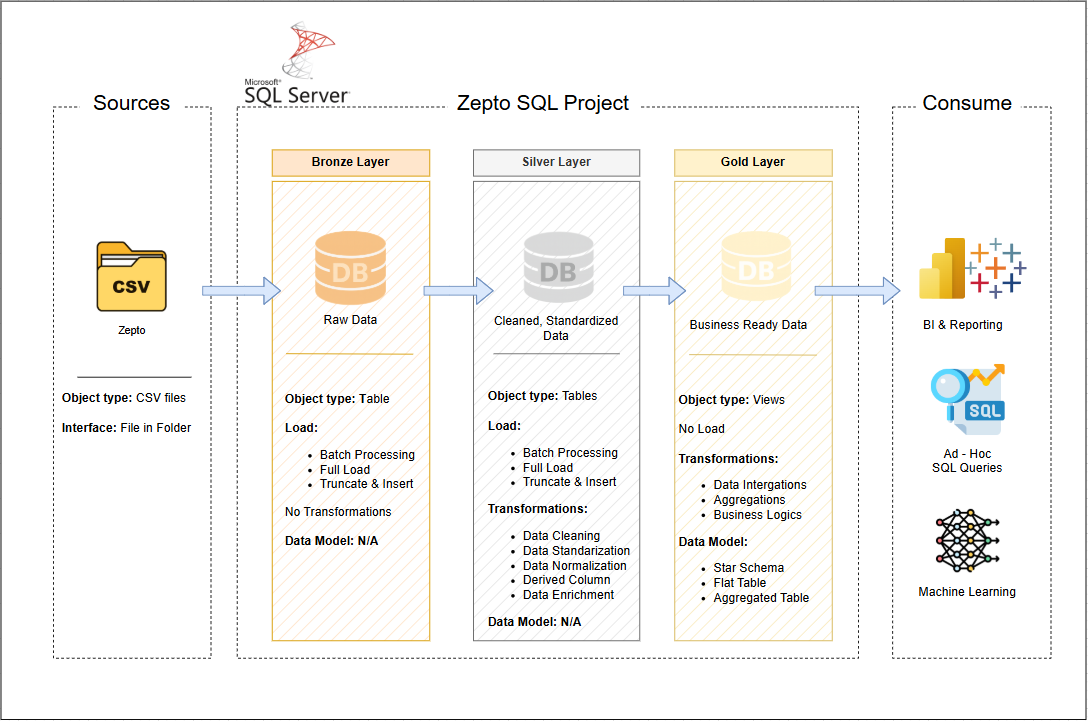 Microsoft®
SQL Server
Sources
Zepto SQL Project
Consume
CSV
Zepto
Object type: CSV files
Interface: File in Folder
Bronze Layer
DB
Raw Data
Object type: Table
Load:
Batch Processing
Full Load
Truncate & Insert
No Transformations
Data Model: N/A
Silver Layer
DB
Cleaned, Standardized
Data
Object type: Tables
Load:
Batch Processing
Full Load
Truncate & Insert
Transformations:
Data Cleaning
Data Standarization
Data Normalization
Derived Column
Data Enrichment
Data Model: N/A
Gold Layer
DB
Business Ready Data
Object type: Views
No Load
Transformations:
Data Intergations
Aggregations
Business Logics
Data Model:
Star Schema
Flat Table
Aggregated Table
BI & Reporting
SQL
Ad - Hoc
SQL Queries
Machine Learning